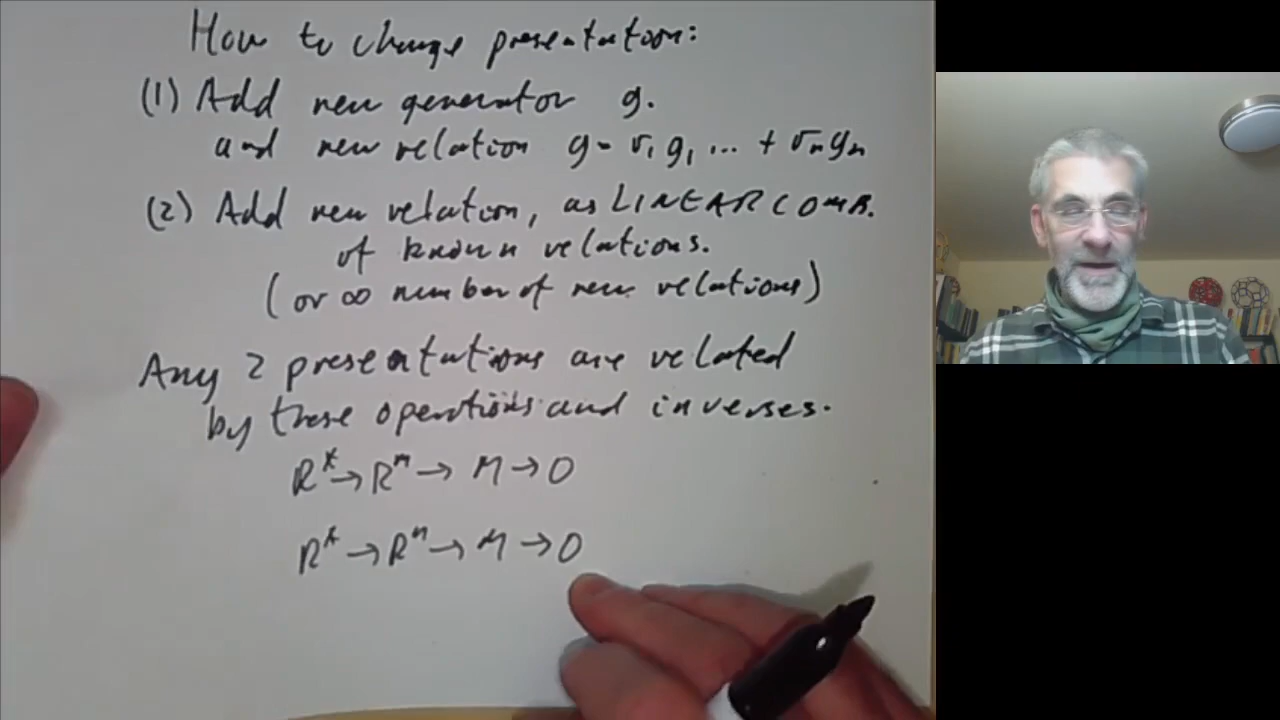 How to change presentation:
(1) Add new generator g.
and new relation g = r₁g₁ ... + rₙgₙ
(2) Add new relation, as LINEAR COMB.
of known relations.
(or ∞ number of new relations)
Any 2 presentations are related
by these operations and inverses.
R^* → R^m → M → 0
R^* → R^n → M → 0